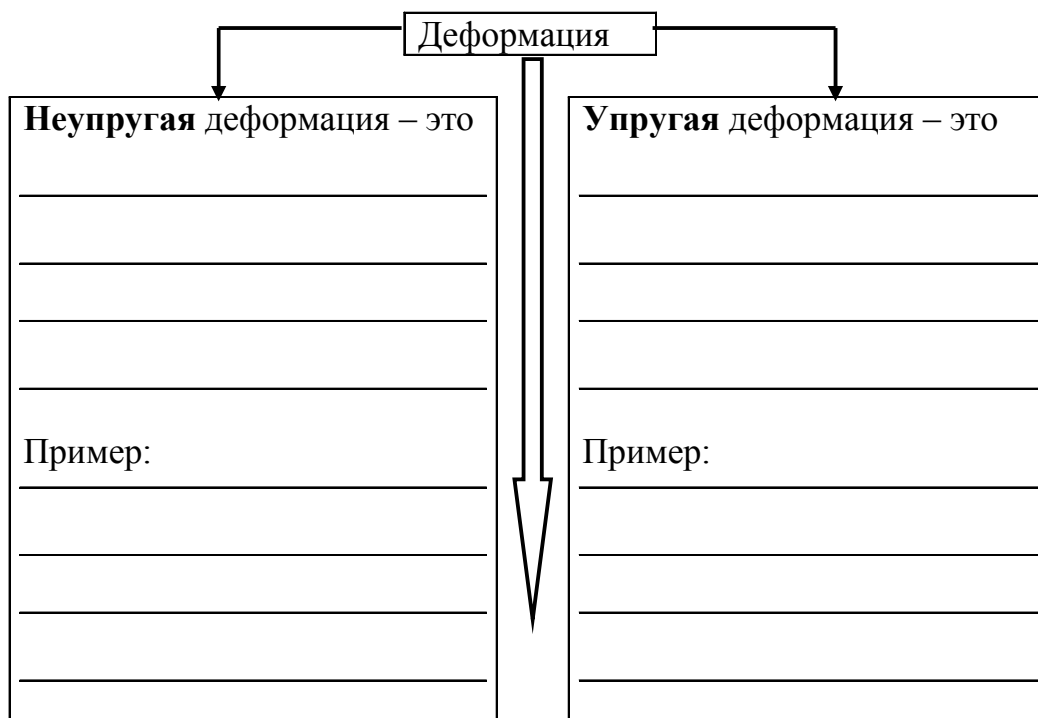 Деформация
Неупругая деформация – это
Пример:
Упругая деформация – это
Пример: